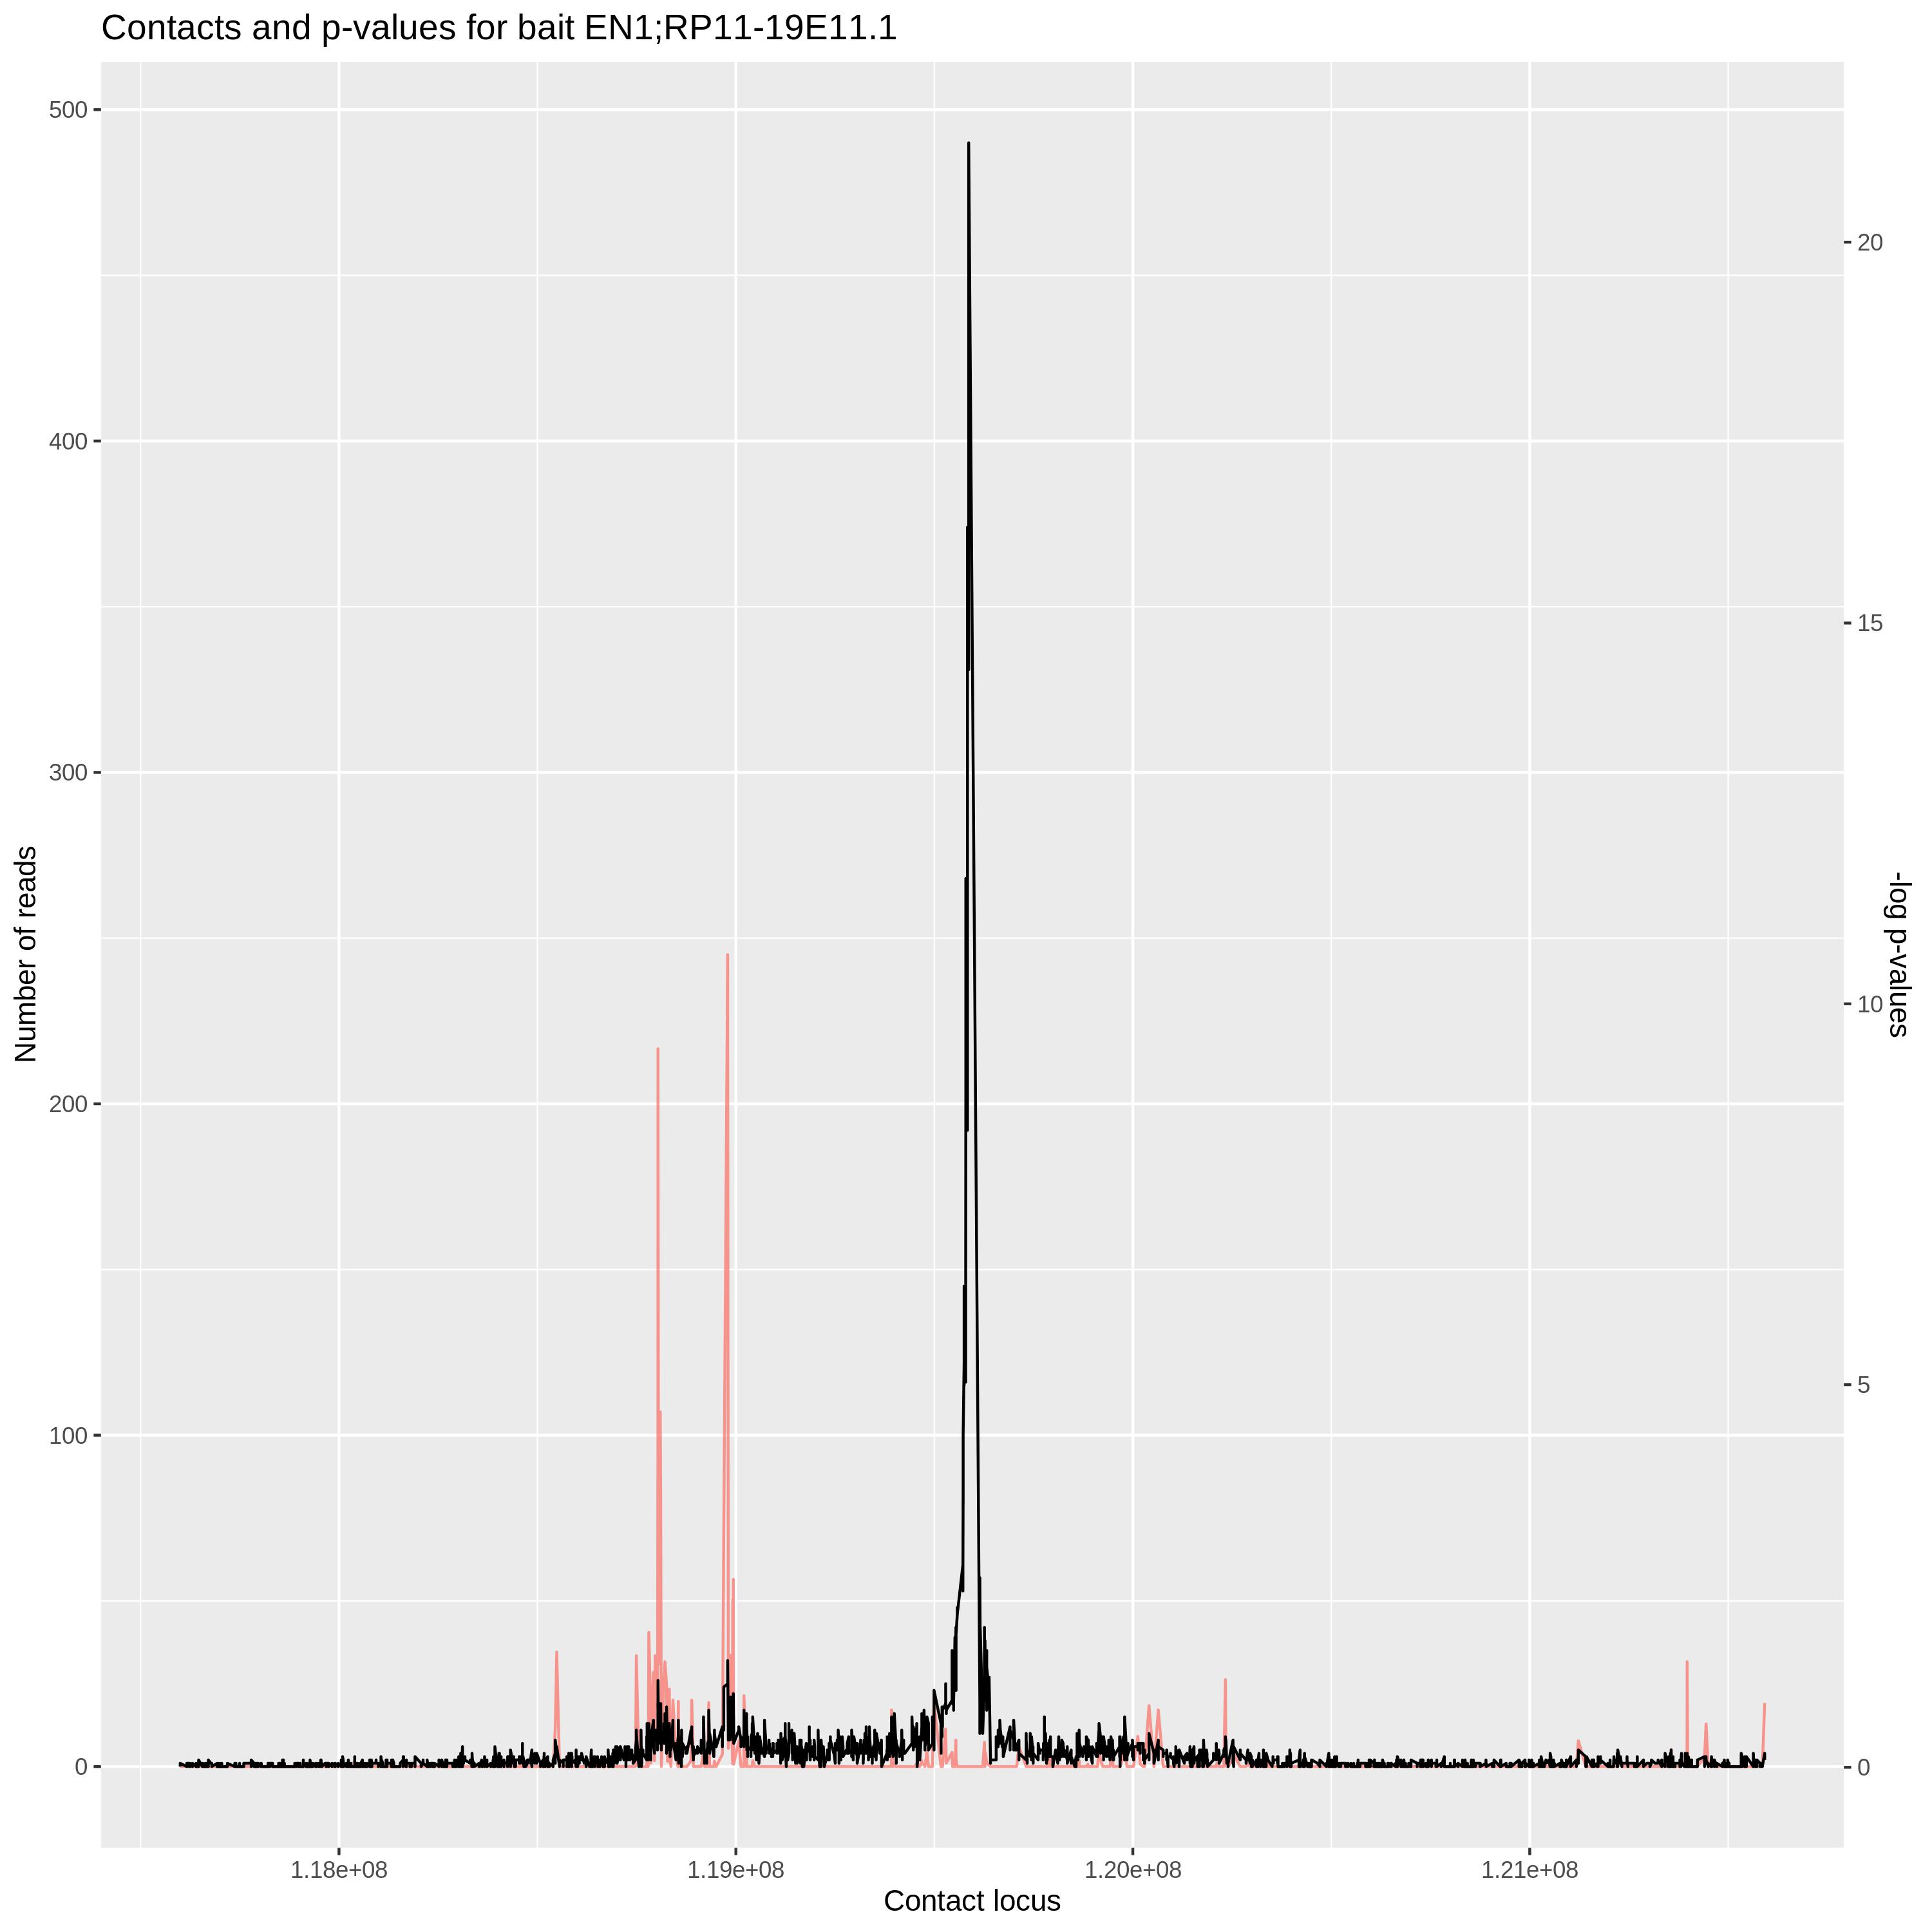 Contacts and p-values for bait EN1;RP11-19E11.1
500
400
300
200
100
0
Number of reads
20
15
10
5
0
-log p-values
1.18e+08
1.19e+08
1.20e+08
1.21e+08
Contact locus